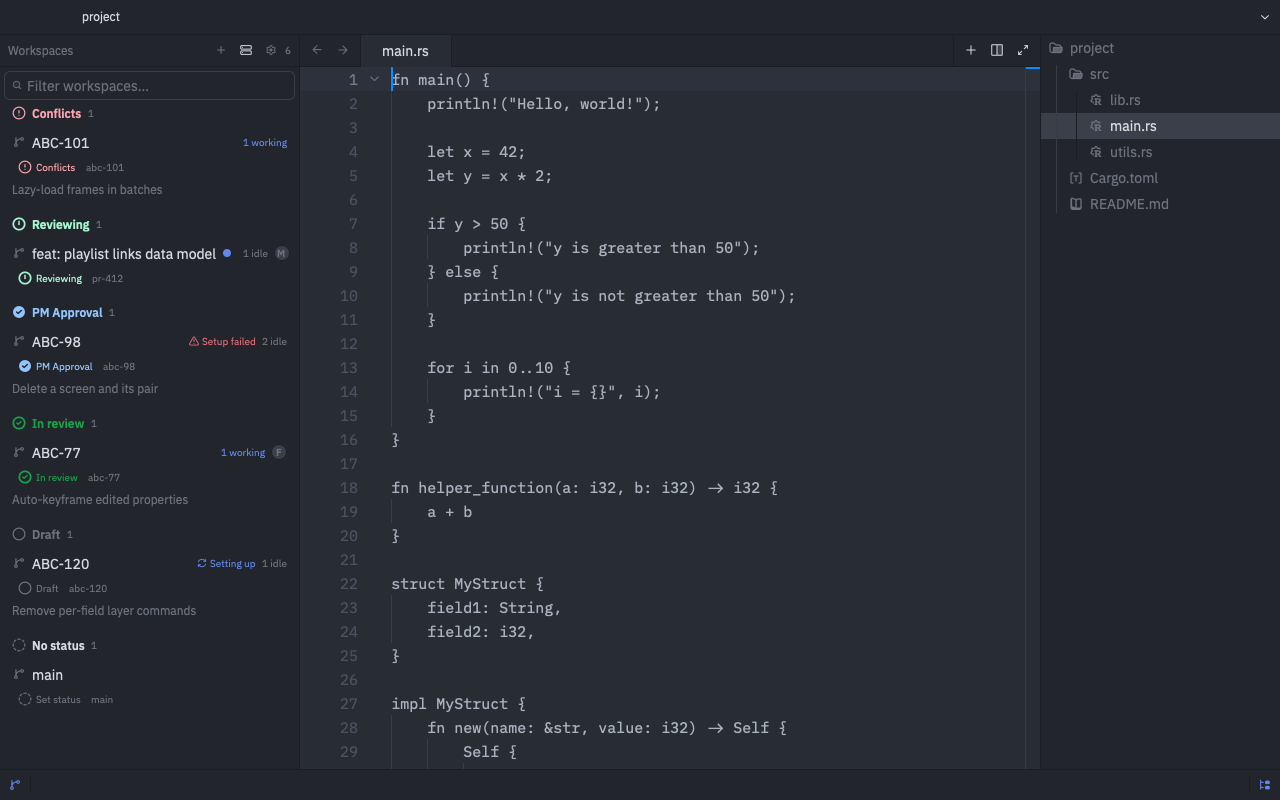 project
Workspaces
6
Filter workspaces...
Conflicts 1
ABC-101 1 working
Conflicts abc-101
Lazy-load frames in batches
Reviewing 1
feat: playlist links data model 1 idle M
Reviewing pr-412
PM Approval 1
ABC-98 Setup failed 2 idle
PM Approval abc-98
Delete a screen and its pair
In review 1
ABC-77 1 working F
In review abc-77
Auto-keyframe edited properties
Draft 1
ABC-120 Setting up 1 idle
Draft abc-120
Remove per-field layer commands
No status 1
main
Set status main
main.rs
1 fn main() {
2     println!("Hello, world!");
3
4     let x = 42;
5     let y = x * 2;
6
7     if y > 50 {
8         println!("y is greater than 50");
9     } else {
10         println!("y is not greater than 50");
11     }
12
13     for i in 0..10 {
14         println!("i = {}", i);
15     }
16 }
17
18 fn helper_function(a: i32, b: i32) -> i32 {
19     a + b
20 }
21
22 struct MyStruct {
23     field1: String,
24     field2: i32,
25 }
26
27 impl MyStruct {
28     fn new(name: &str, value: i32) -> Self {
29         Self {
project
src
lib.rs
main.rs
utils.rs
Cargo.toml
README.md